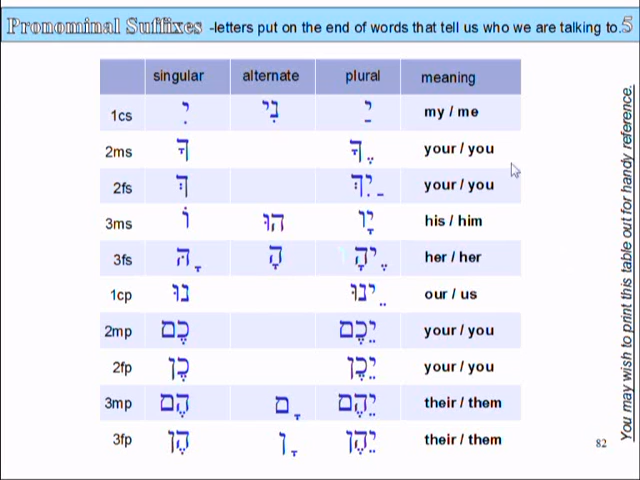 Pronominal Suffixes -letters put on the end of words that tell us who we are talking to. 5
singular alternate plural meaning
1cs ִי נִי ַי my / me
2ms ךָ ֶיךָ your / you
2fs ךְ ַיִךְ your / you
3ms וֹ הוּ ָיו his / him
3fs ָהּ הָ ֶיהָ her / her
1cp נוּ ֵינוּ our / us
2mp כֶם ֵיכֶם your / you
2fp כֶן ֵיכֶן your / you
3mp הֶם ָם ֵיהֶם their / them
3fp הֶן ָן ֵיהֶן their / them
82
You may wish to print this table out for handy reference.